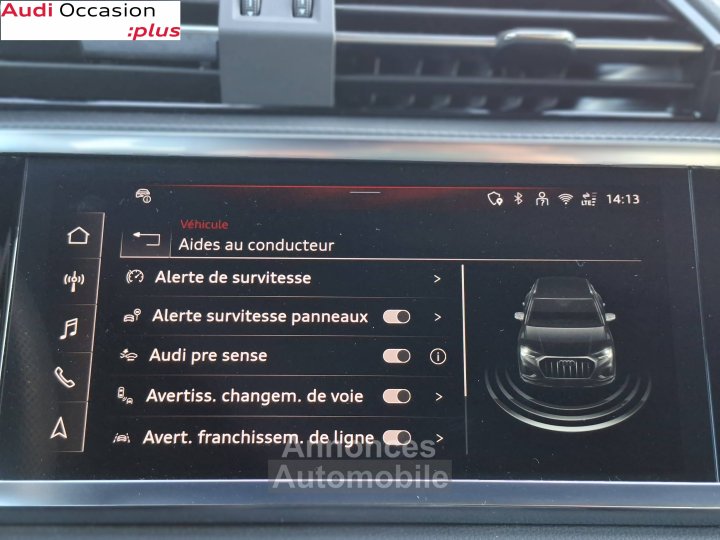 Audi Occasion
:plus
LTE
14:13
Véhicule
Aides au conducteur
Alerte de survitesse >
Alerte survitesse panneaux >
Audi pre sense
Avertiss. changem. de voie >
Avert. franchissem. de ligne >
Annonces
Automobile